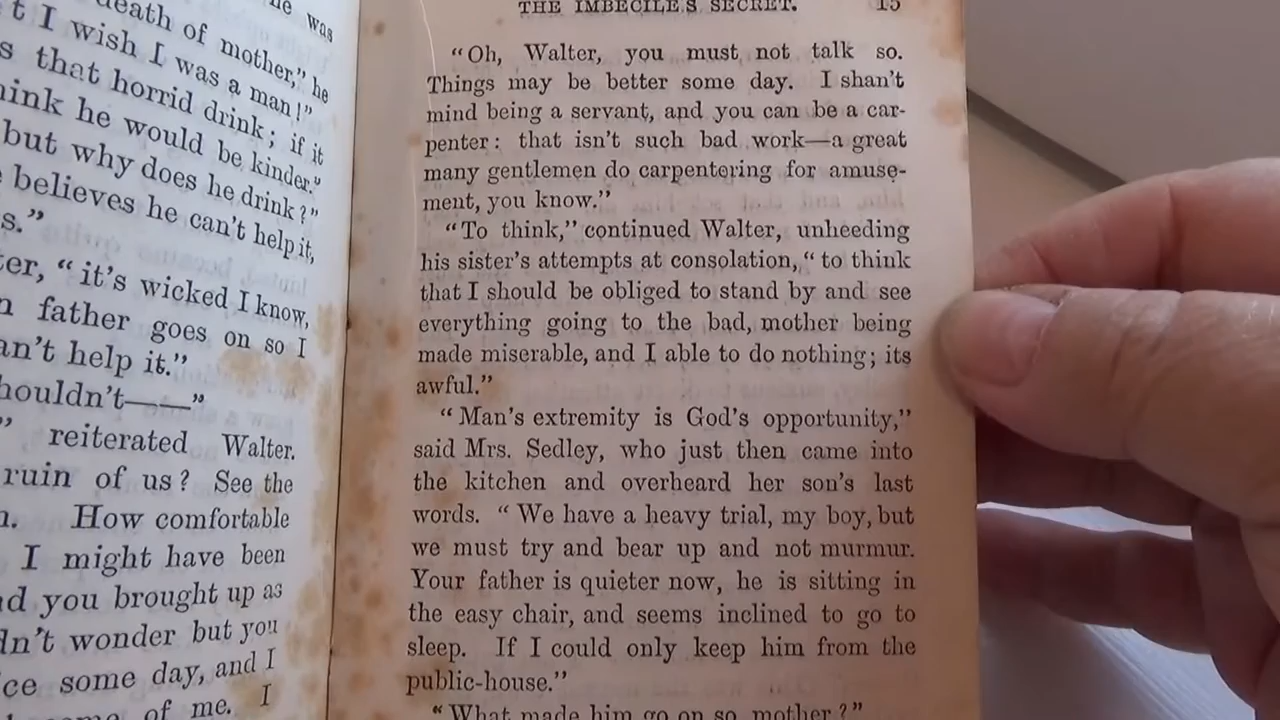 he was
death of mother," he
t I wish I was a man!"
s that horrid drink; if it
ink he would be kinder."
but why does he drink?"
believes he can't help it,
s."
ter, "it's wicked I know,
n father goes on so I
an't help it."
houldn't——"
" reiterated Walter.
ruin of us? See the
n. How comfortable
I might have been
d you brought up as
dn't wonder but you
ce some day, and I
of me. I
THE IMBECILE'S SECRET. 15
"Oh, Walter, you must not talk so.
Things may be better some day. I shan't
mind being a servant, and you can be a car-
penter: that isn't such bad work—a great
many gentlemen do carpentering for amuse-
ment, you know."
"To think," continued Walter, unheeding
his sister's attempts at consolation, "to think
that I should be obliged to stand by and see
everything going to the bad, mother being
made miserable, and I able to do nothing; its
awful."
"Man's extremity is God's opportunity,"
said Mrs. Sedley, who just then came into
the kitchen and overheard her son's last
words. "We have a heavy trial, my boy, but
we must try and bear up and not murmur.
Your father is quieter now, he is sitting in
the easy chair, and seems inclined to go to
sleep. If I could only keep him from the
public-house."
"What made him go on so, mother?"